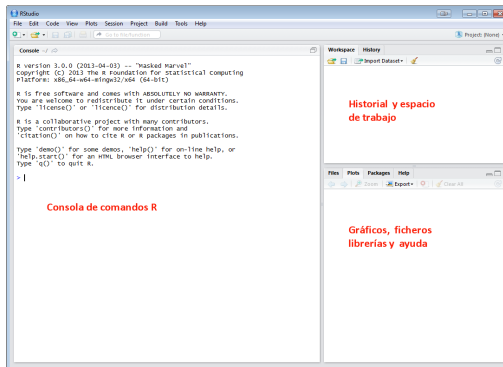 RStudio
File Edit Code View Plots Session Project Build Tools Help
Go to file/function
Project: (None)
Console
R version 3.0.0 (2013-04-03) -- "Masked Marvel"
Copyright (C) 2013 The R Foundation for Statistical Computing
Platform: x86_64-w64-mingw32/x64 (64-bit)
R is free software and comes with ABSOLUTELY NO WARRANTY.
You are welcome to redistribute it under certain conditions.
Type 'license()' or 'licence()' for distribution details.
R is a collaborative project with many contributors.
Type 'contributors()' for more information and
'citation()' on how to cite R or R packages in publications.
Type 'demo()' for some demos, 'help()' for on-line help, or
'help.start()' for an HTML browser interface to help.
Type 'q()' to quit R.
>
Consola de comandos R
Workspace History
Import Dataset
Historial y espacio
de trabajo
Files Plots Packages Help
Zoom Export Clear All
Gráficos, ficheros
librerías y ayuda